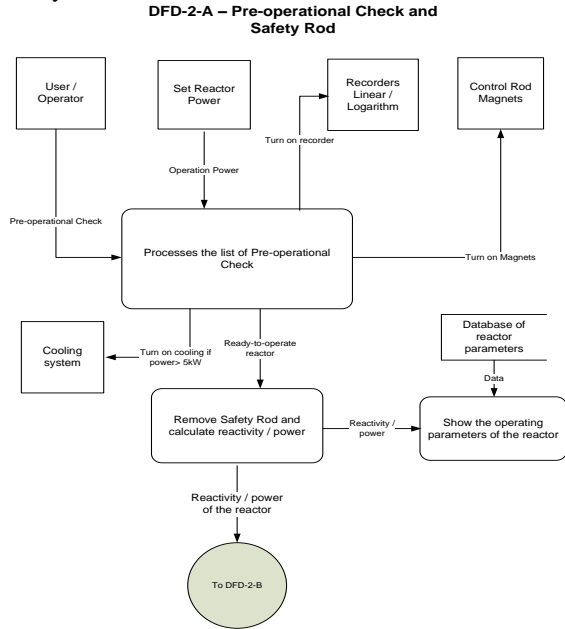 DFD-2-A – Pre-operational Check and
Safety Rod
User /
Operator
Set Reactor
Power
Recorders
Linear /
Logarithm
Control Rod
Magnets
Turn on recorder
Operation Power
Pre-operational Check
Processes the list of Pre-operational
Check
Turn on Magnets
Cooling
system
Turn on cooling if
power> 5kW
Ready-to-operate
reactor
Database of
reactor
parameters
Data
Remove Safety Rod and
calculate reactivity / power
Reactivity /
power
Show the operating
parameters of the reactor
Reactivity / power
of the reactor
To DFD-2-B